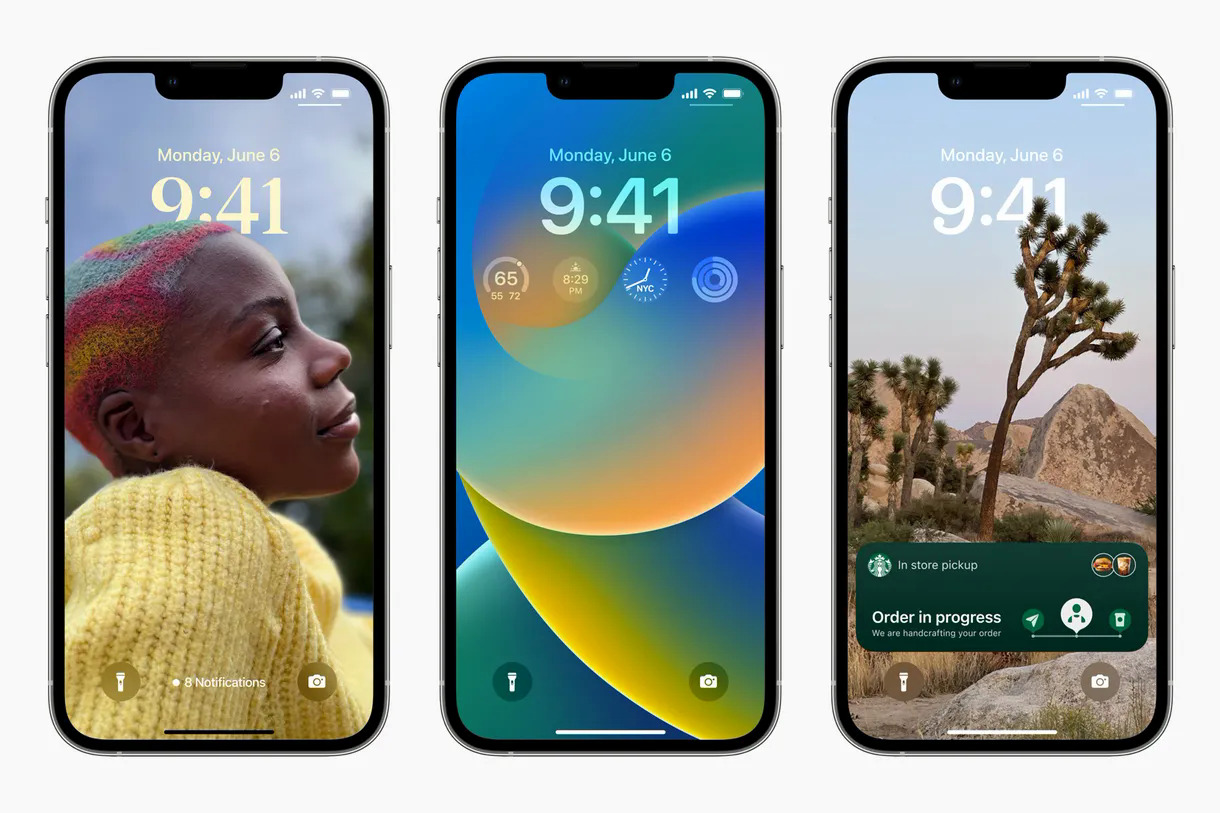 Monday, June 6
9:41
8 Notifications
Monday, June 6
9:41
65
55 72
8:29
PM
NYC
Monday, June 6
9:41
In store pickup
Order in progress
We are handcrafting your order